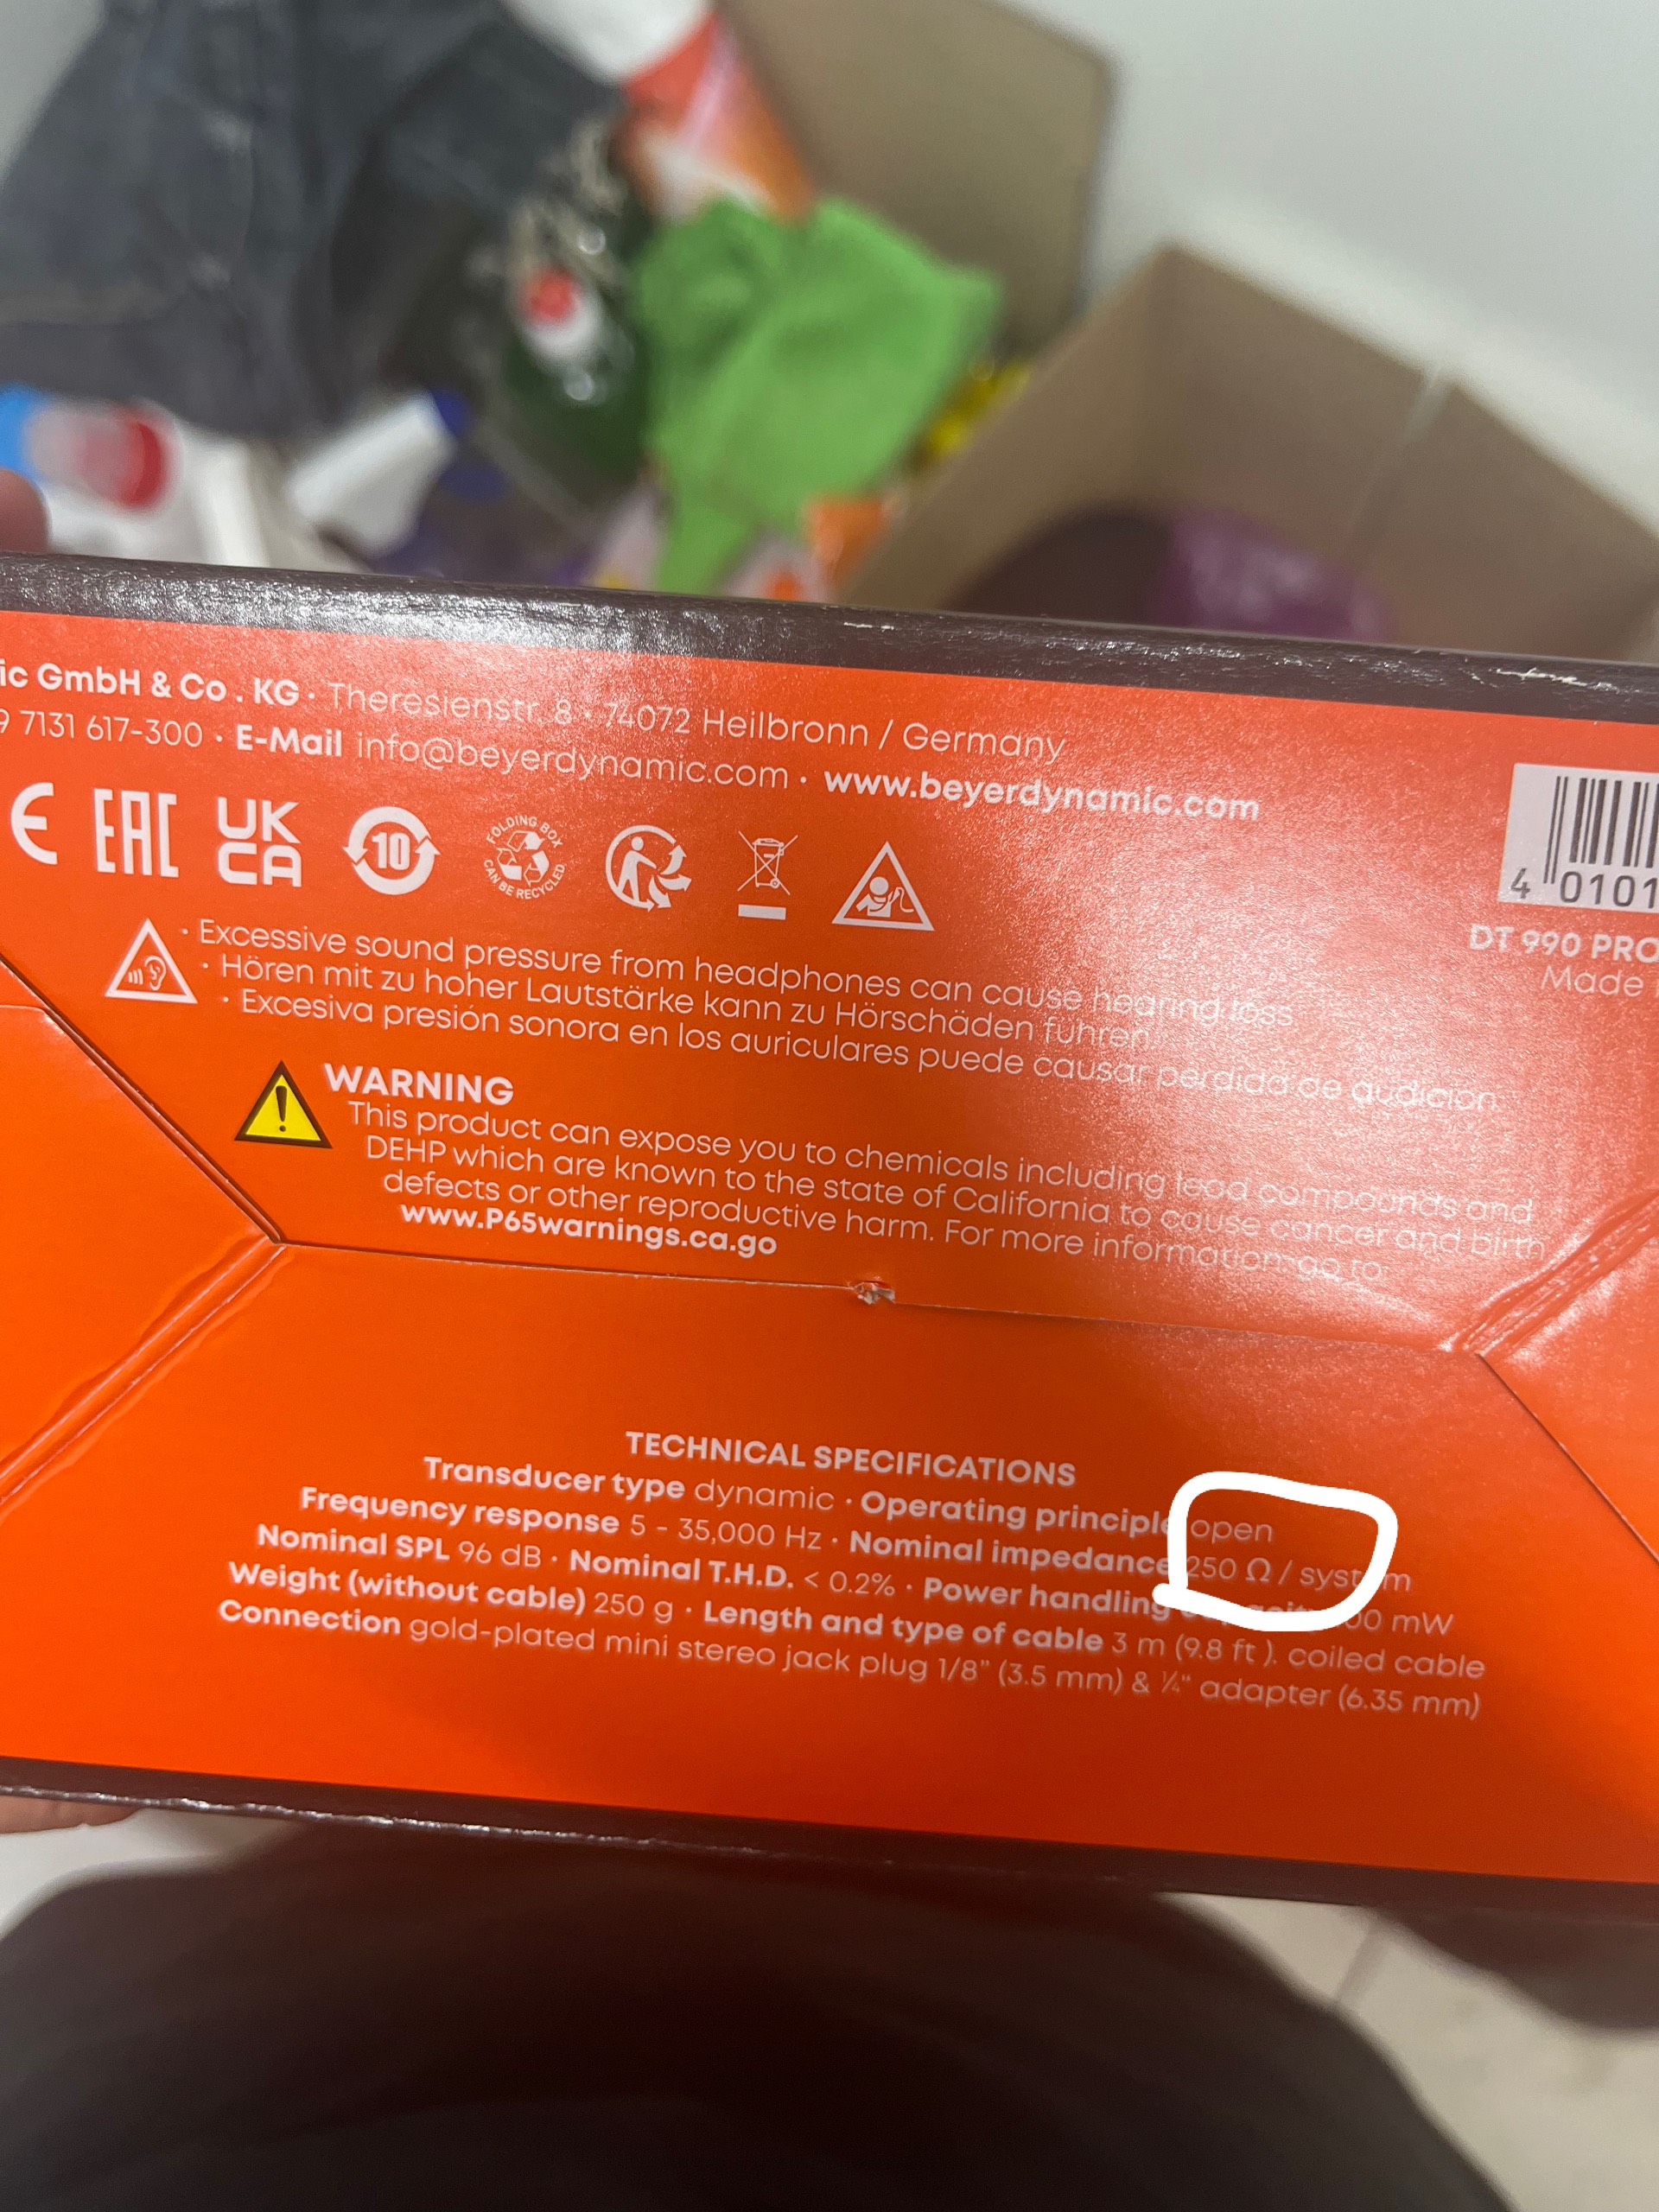 ic GmbH & Co . KG · Theresienstr. 8 · 74072 Heilbronn / Germany
9 7131 617-300 · E-Mail info@beyerdynamic.com · www.beyerdynamic.com
CE EAC UK CA 10 FOLDING BOX CAN BE RECYCLED
4 0101
DT 990 PRO
Made
· Excessive sound pressure from headphones can cause hearing loss
· Hören mit zu hoher Lautstärke kann zu Hörschäden führen.
· Excesiva presión sonora en los auriculares puede causar pérdida de audición.
WARNING
This product can expose you to chemicals including lead compounds and
DEHP which are known to the state of California to cause cancer and birth
defects or other reproductive harm. For more information go to:
www.P65warnings.ca.go
TECHNICAL SPECIFICATIONS
Transducer type dynamic · Operating principle open
Frequency response 5 - 35,000 Hz · Nominal impedance 250 Ω / system
Nominal SPL 96 dB · Nominal T.H.D. < 0.2% · Power handling 00 mW
Weight (without cable) 250 g · Length and type of cable 3 m (9.8 ft ). coiled cable
Connection gold-plated mini stereo jack plug 1/8" (3.5 mm) & ¼" adapter (6.35 mm)